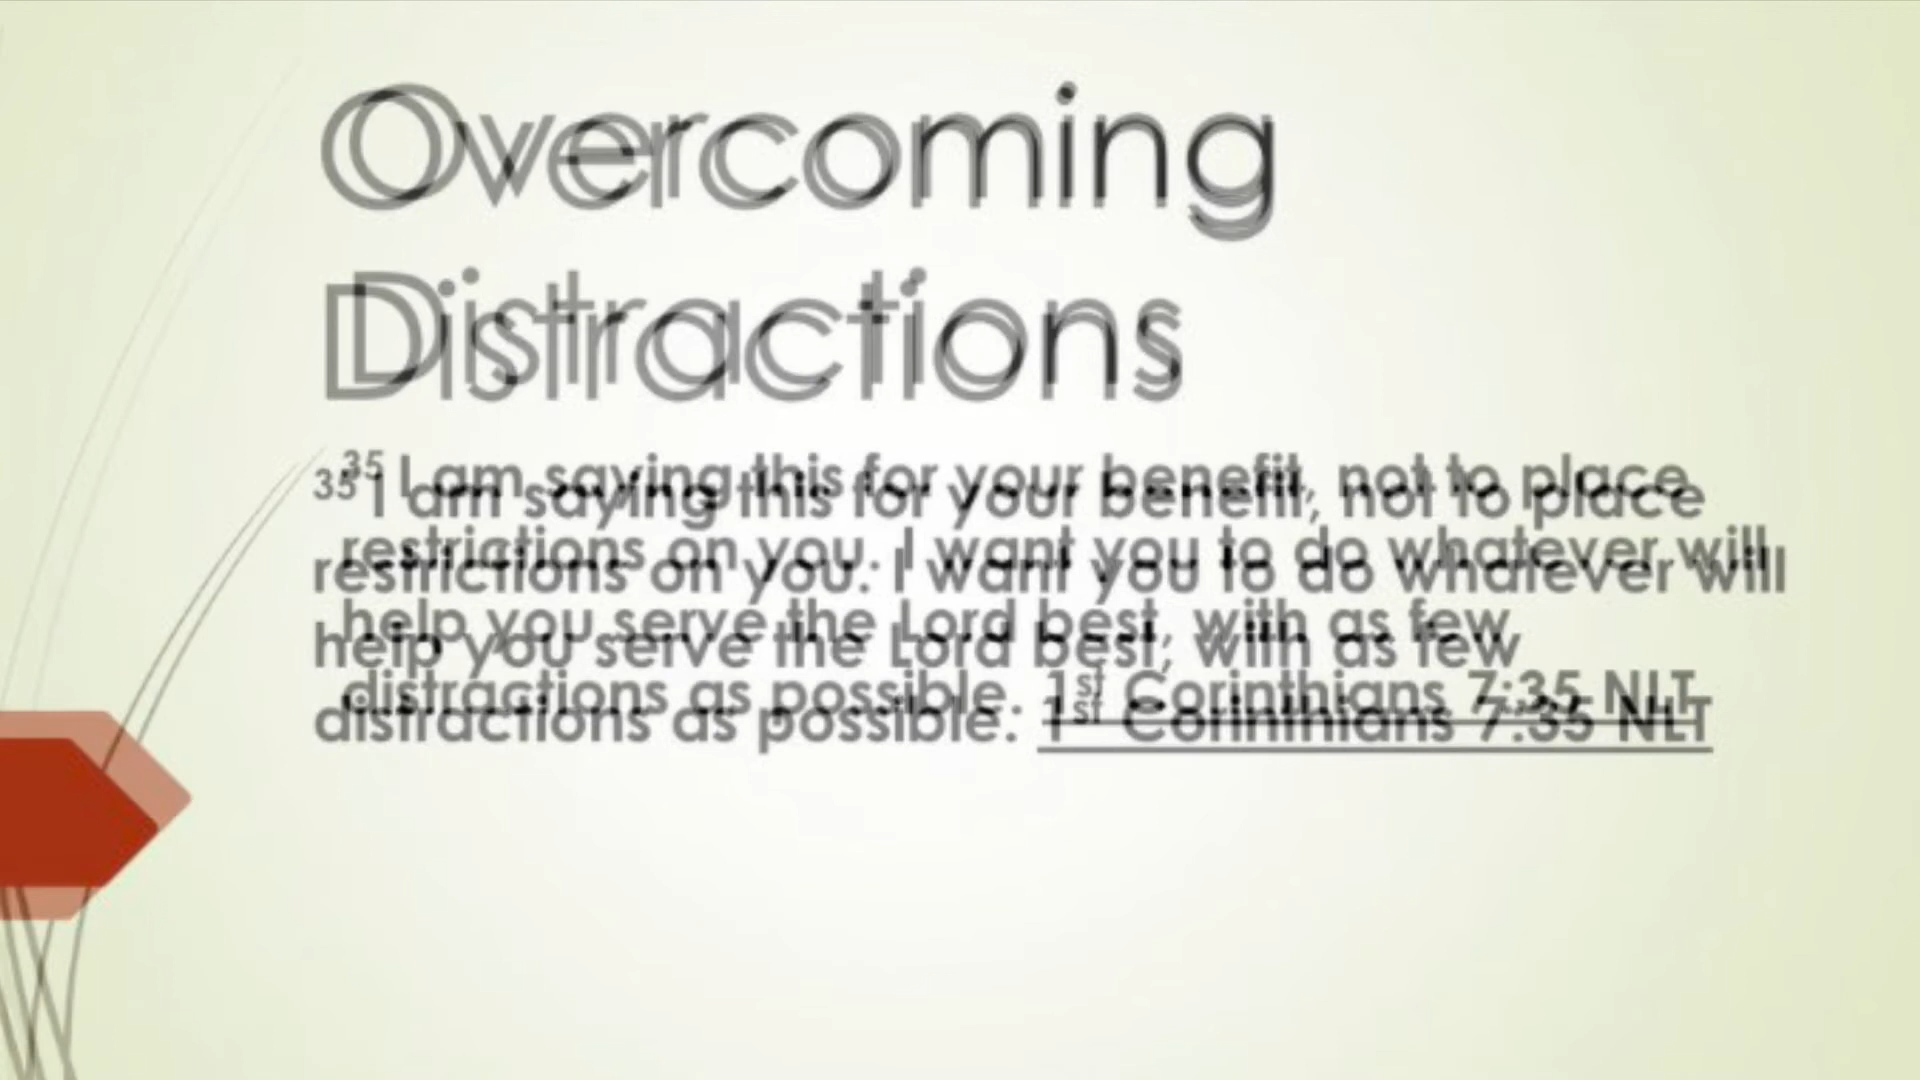 Overcoming
Distractions
35 I am saying this for your benefit, not to place
restrictions on you. I want you to do whatever will
help you serve the Lord best, with as few
distractions as possible. 1st Corinthians 7:35 NLT